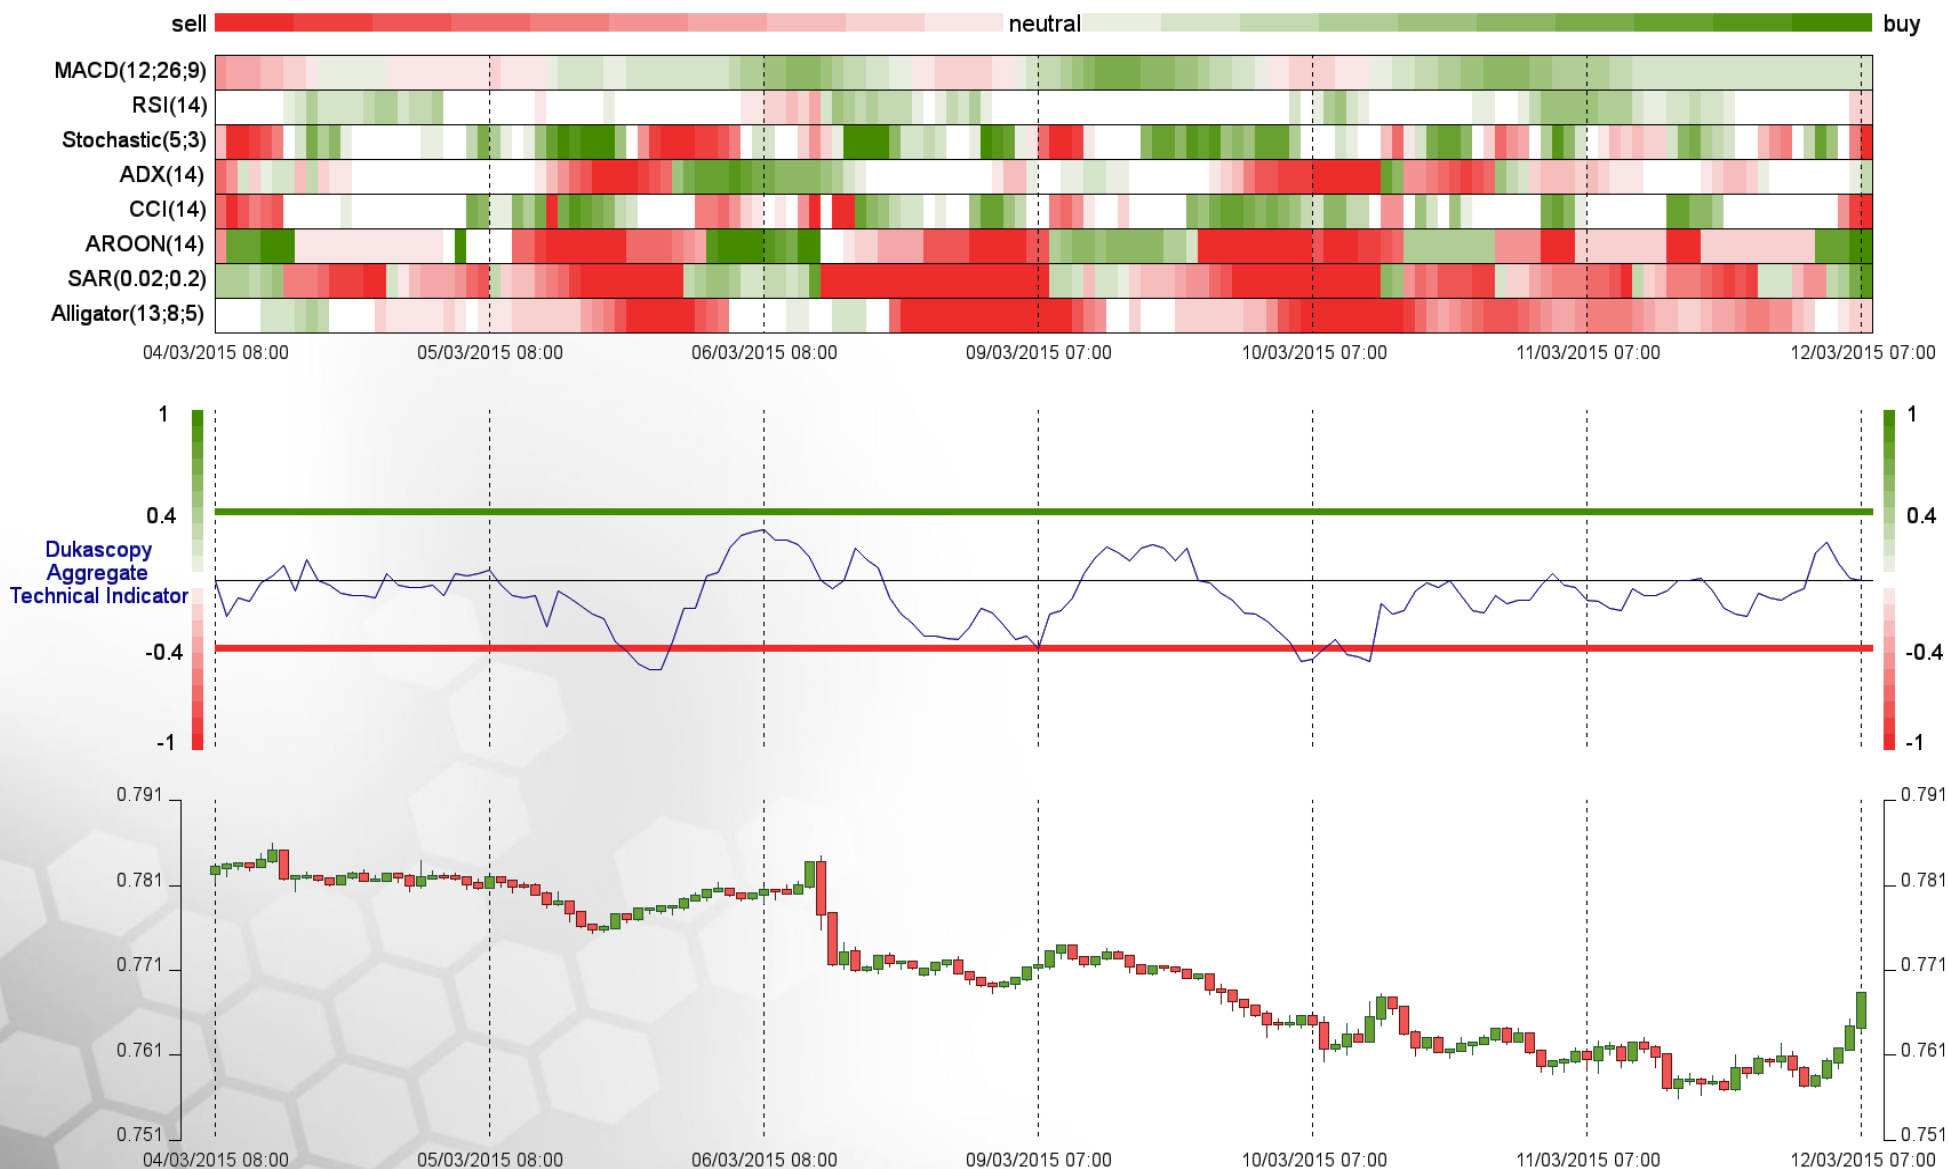 sell neutral buy
MACD(12;26;9)
RSI(14)
Stochastic(5;3)
ADX(14)
CCI(14)
AROON(14)
SAR(0.02;0.2)
Alligator(13;8;5)
04/03/2015 08:00 05/03/2015 08:00 06/03/2015 08:00 09/03/2015 07:00 10/03/2015 07:00 11/03/2015 07:00 12/03/2015 07:00
1 1
0.4 0.4
Dukascopy
Aggregate
Technical Indicator
-0.4 -0.4
-1 -1
0.791 0.791
0.781 0.781
0.771 0.771
0.761 0.761
0.751 0.751
04/03/2015 08:00 05/03/2015 08:00 06/03/2015 08:00 09/03/2015 07:00 10/03/2015 07:00 11/03/2015 07:00 12/03/2015 07:00